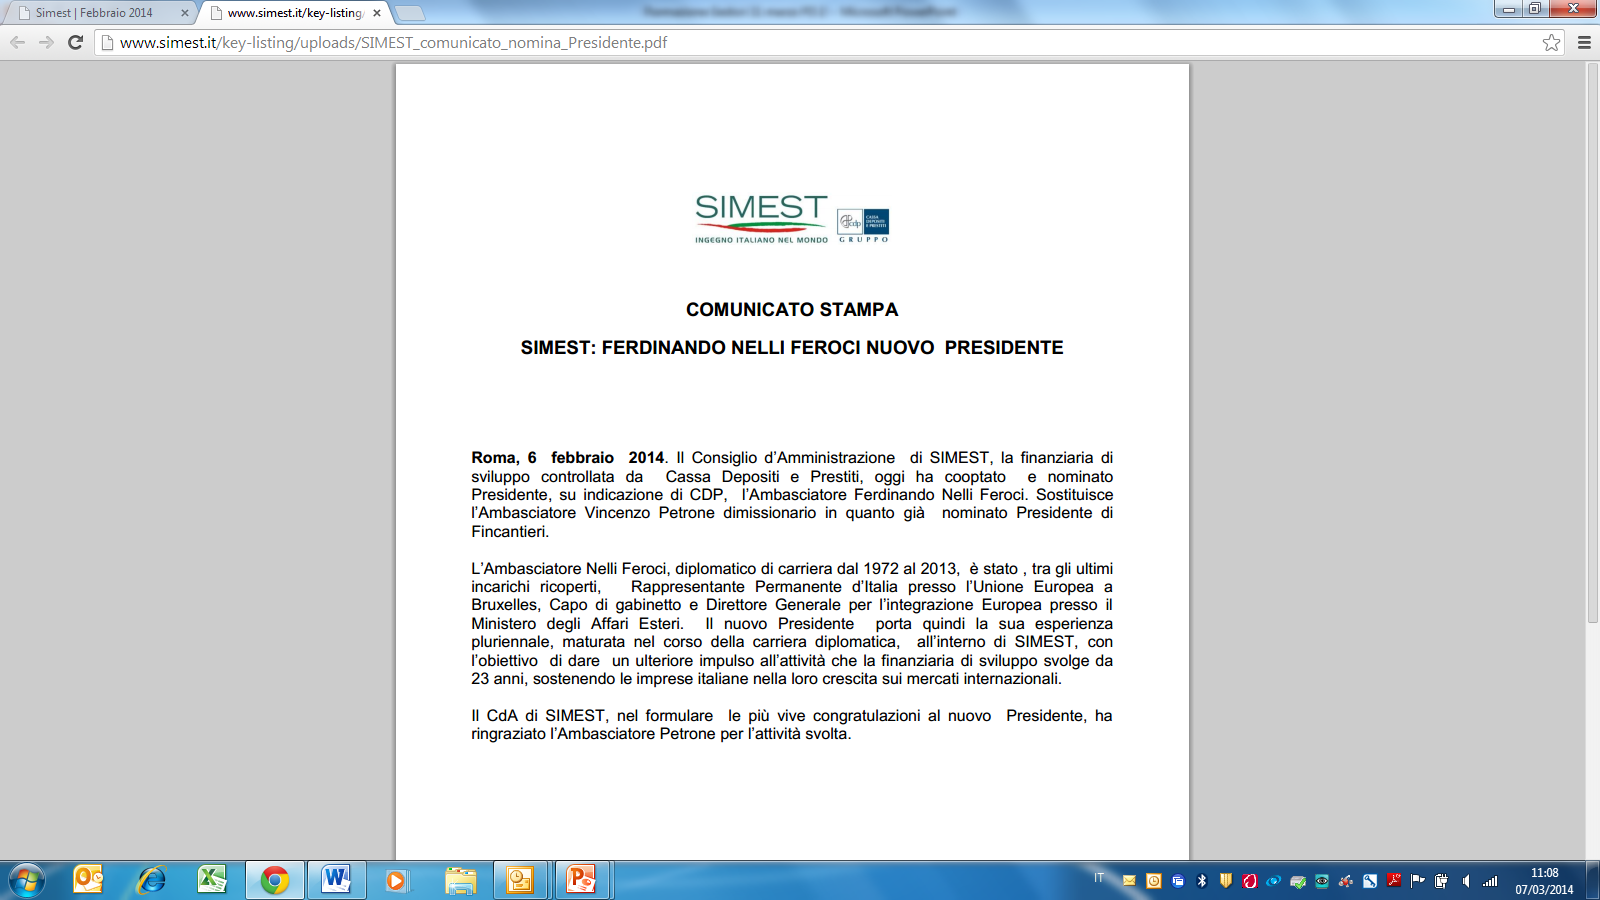 Simest | Febbraio 2014
www.simest.it/key-listing
www.simest.it/key-listing/uploads/SIMEST_comunicato_nomina_Presidente.pdf
SIMEST
INGEGNO ITALIANO NEL MONDO
cdp
CASSA
DEPOSITI
E PRESTITI
GRUPPO
COMUNICATO STAMPA
SIMEST: FERDINANDO NELLI FEROCI NUOVO PRESIDENTE
Roma, 6 febbraio 2014. Il Consiglio d’Amministrazione di SIMEST, la finanziaria di
sviluppo controllata da Cassa Depositi e Prestiti, oggi ha cooptato e nominato
Presidente, su indicazione di CDP, l’Ambasciatore Ferdinando Nelli Feroci. Sostituisce
l’Ambasciatore Vincenzo Petrone dimissionario in quanto già nominato Presidente di
Fincantieri.
L’Ambasciatore Nelli Feroci, diplomatico di carriera dal 1972 al 2013, è stato , tra gli ultimi
incarichi ricoperti, Rappresentante Permanente d’Italia presso l’Unione Europea a
Bruxelles, Capo di gabinetto e Direttore Generale per l’integrazione Europea presso il
Ministero degli Affari Esteri. Il nuovo Presidente porta quindi la sua esperienza
pluriennale, maturata nel corso della carriera diplomatica, all’interno di SIMEST, con
l’obiettivo di dare un ulteriore impulso all’attività che la finanziaria di sviluppo svolge da
23 anni, sostenendo le imprese italiane nella loro crescita sui mercati internazionali.
Il CdA di SIMEST, nel formulare le più vive congratulazioni al nuovo Presidente, ha
ringraziato l’Ambasciatore Petrone per l’attività svolta.
IT
11:08
07/03/2014